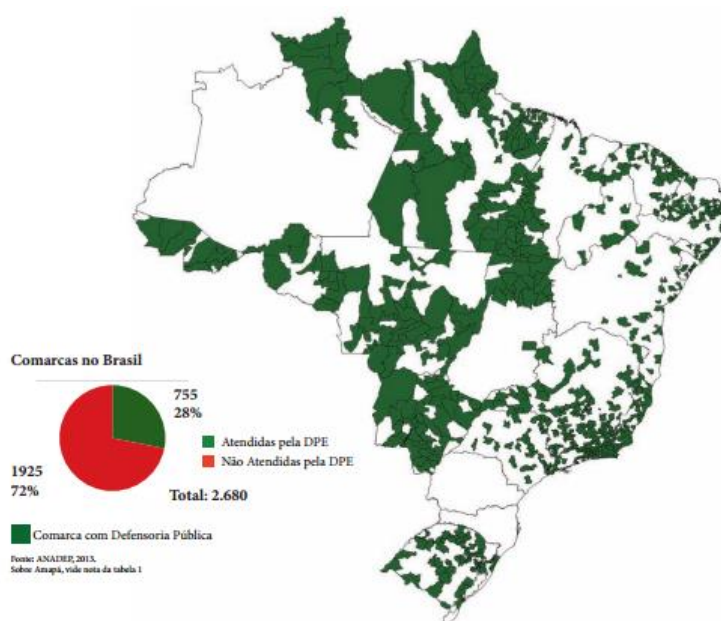 Comarcas no Brasil
755
28%
Atendidas pela DPE
Não Atendidas pela DPE
1925
72%
Total: 2.680
Comarca com Defensoria Pública
Fonte: ANADEP, 2013.
Sobre Amapá, vide nota da tabela 1